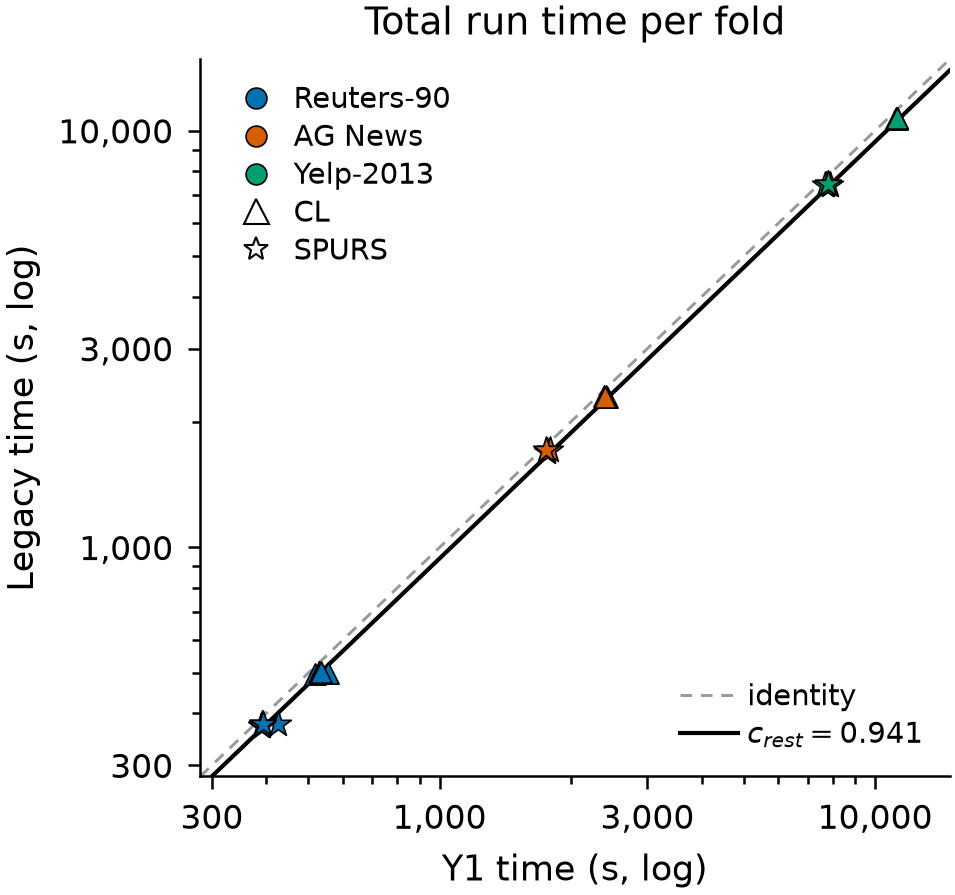 Total run time per fold
Reuters-90
AG News
Yelp-2013
CL
SPURS
10,000
3,000
1,000
300
Legacy time (s, log)
identity
c_rest = 0.941
300
1,000
3,000
10,000
Y1 time (s, log)